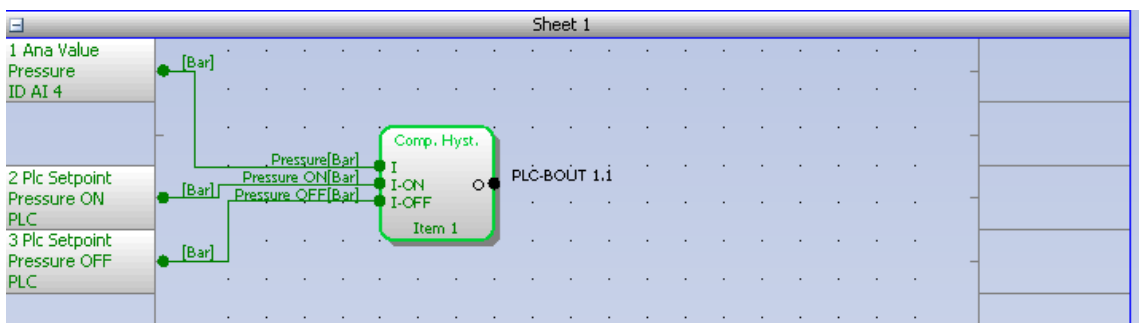 Sheet 1
1 Ana Value
Pressure
ID AI 4
[Bar]
2 Plc Setpoint
Pressure ON
PLC
[Bar]
3 Plc Setpoint
Pressure OFF
PLC
[Bar]
Pressure[Bar]
Pressure ON[Bar]
Pressure OFF[Bar]
Comp. Hyst.
I
I-ON
I-OFF
Item 1
PLC-BOUT 1.1